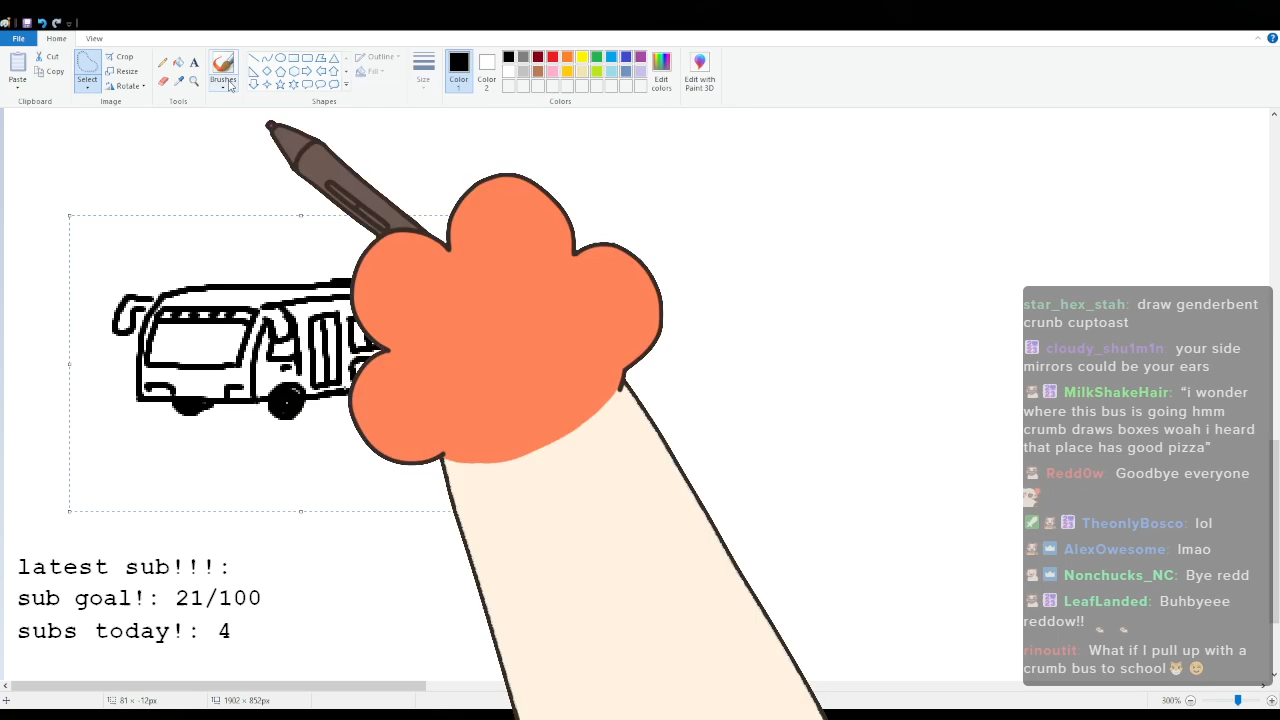 File
Home
View
Paste
Cut
Copy
Clipboard
Select
Crop
Resize
Rotate
Image
Tools
Brushes
Outline
Fill
Shapes
Size
Color 1
Color 2
Colors
Edit colors
Edit with Paint 3D
star_hex_stah: draw genderbent
crunb cuptoast
cloudy_shu1m1n: your side
mirrors could be your ears
MilkShakeHair: “i wonder
where this bus is going hmm
crumb draws boxes woah i heard
that place has good pizza”
Redd0w: Goodbye everyone
TheonlyBosco: lol
AlexOwesome: lmao
Nonchucks_NC: Bye redd
LeafLanded: Buhbyeee
reddow!!
rinoutit: What if I pull up with a
crumb bus to school
latest sub!!!:
sub goal!: 21/100
subs today!: 4
81 × -12px
1902 × 852px
300%